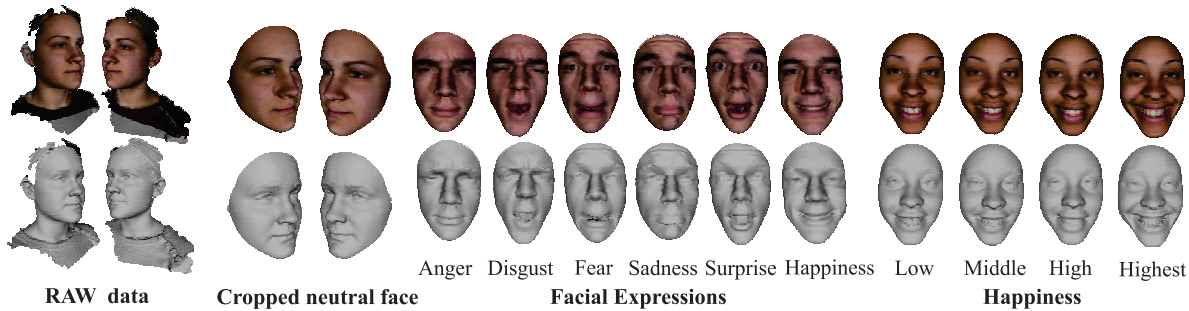 Anger Disgust Fear Sadness Surprise Happiness Low Middle High Highest
RAW data Cropped neutral face Facial Expressions Happiness